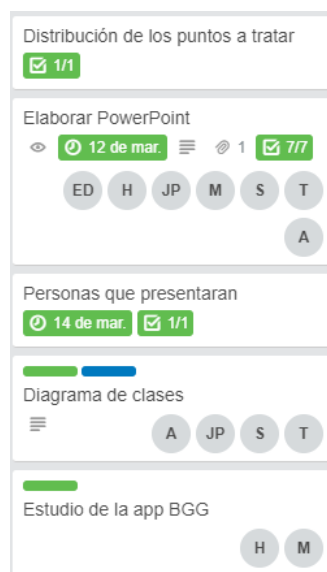 Distribución de los puntos a tratar
1/1
Elaborar PowerPoint
12 de mar. 1 7/7
ED H JP M S T
A
Personas que presentaran
14 de mar. 1/1
Diagrama de clases
A JP S T
Estudio de la app BGG
H M